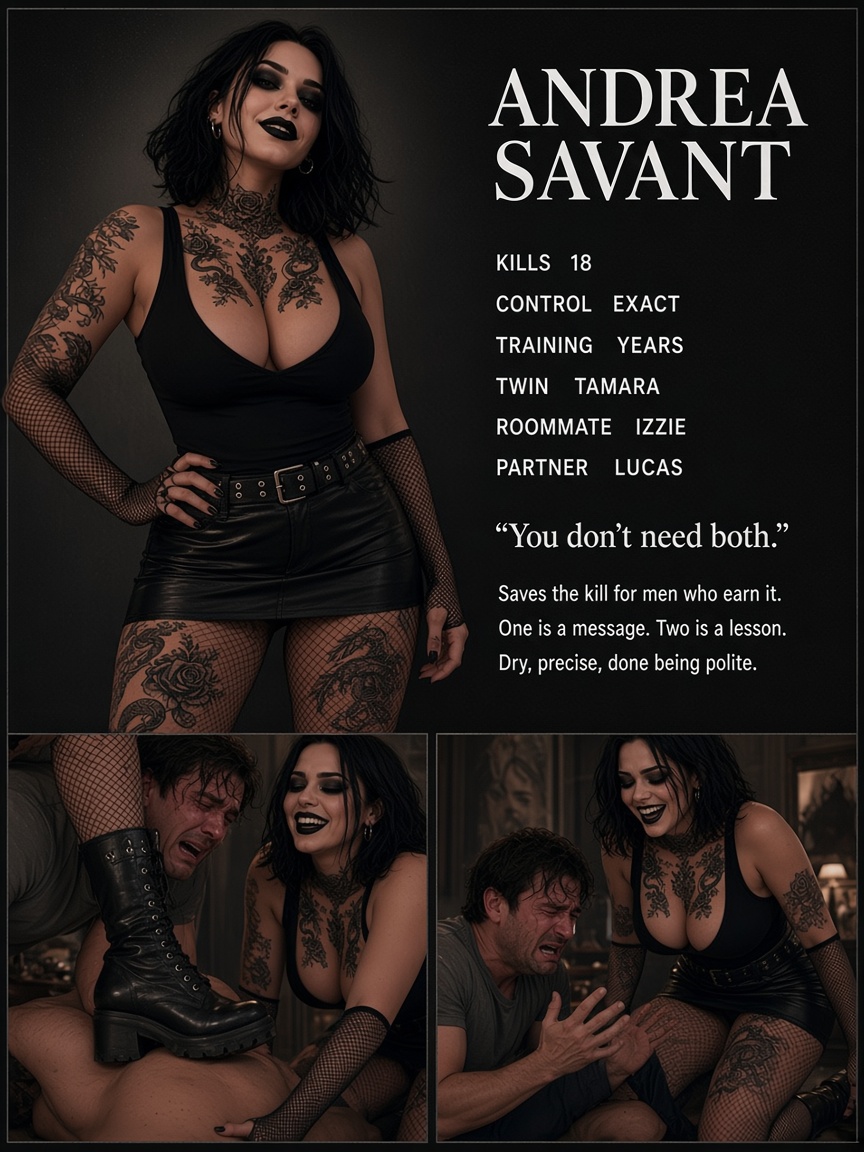 ANDREA
SAVANT
KILLS 18
CONTROL EXACT
TRAINING YEARS
TWIN TAMARA
ROOMMATE IZZIE
PARTNER LUCAS
“You don’t need both.”
Saves the kill for men who earn it.
One is a message. Two is a lesson.
Dry, precise, done being polite.